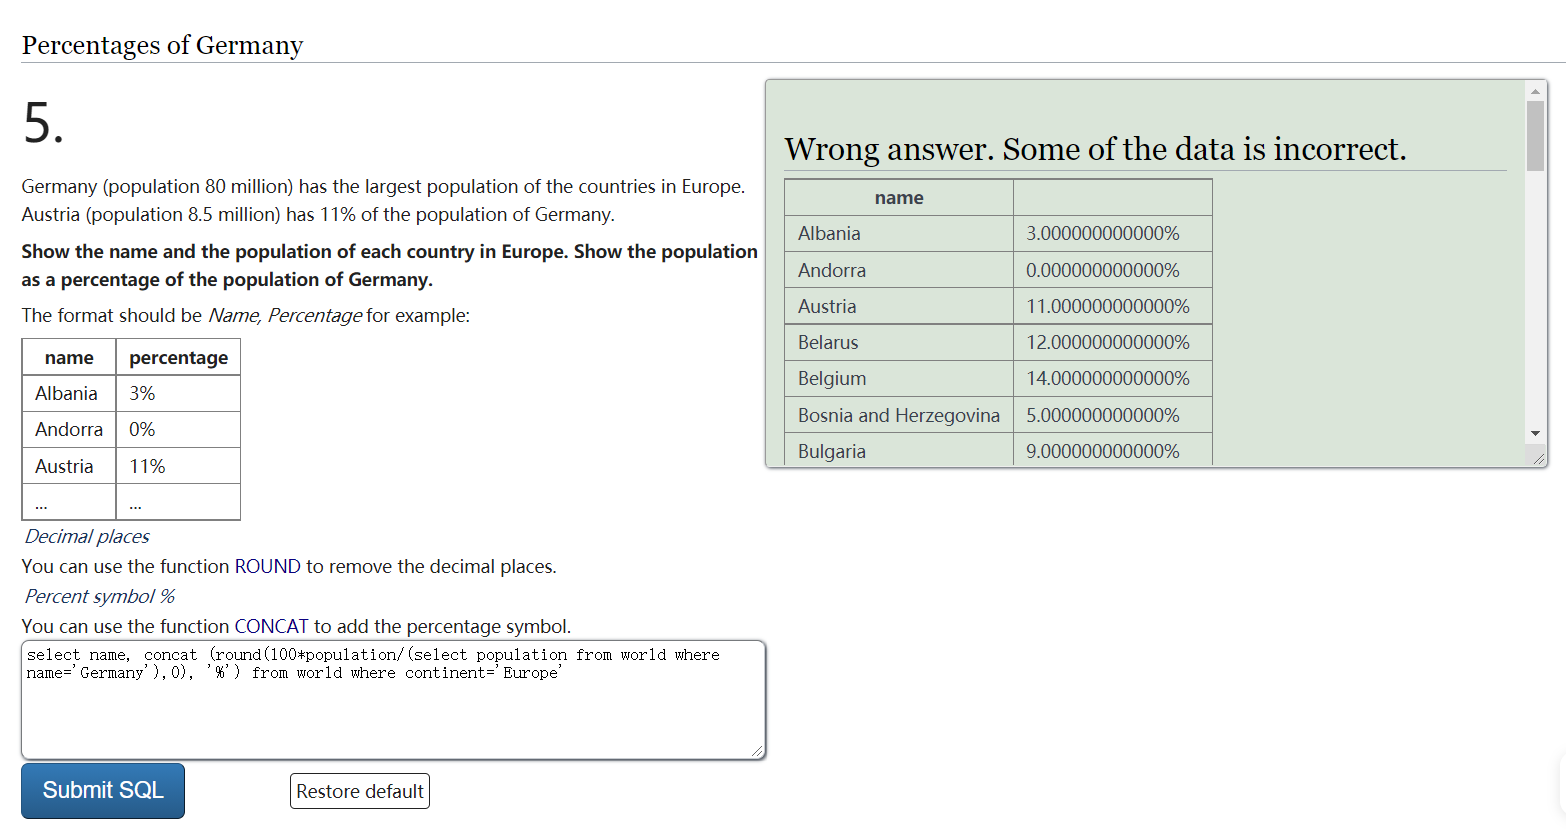 Percentages of Germany
5.
Germany (population 80 million) has the largest population of the countries in Europe.
Austria (population 8.5 million) has 11% of the population of Germany.
Show the name and the population of each country in Europe. Show the population
as a percentage of the population of Germany.
The format should be Name, Percentage for example:
name percentage
Albania 3%
Andorra 0%
Austria 11%
... ...
Decimal places
You can use the function ROUND to remove the decimal places.
Percent symbol %
You can use the function CONCAT to add the percentage symbol.
select name, concat (round(100*population/(select population from world where
name='Germany'),0), '%') from world where continent='Europe'
Submit SQL
Restore default
Wrong answer. Some of the data is incorrect.
name
Albania 3.000000000000%
Andorra 0.000000000000%
Austria 11.000000000000%
Belarus 12.000000000000%
Belgium 14.000000000000%
Bosnia and Herzegovina 5.000000000000%
Bulgaria 9.000000000000%